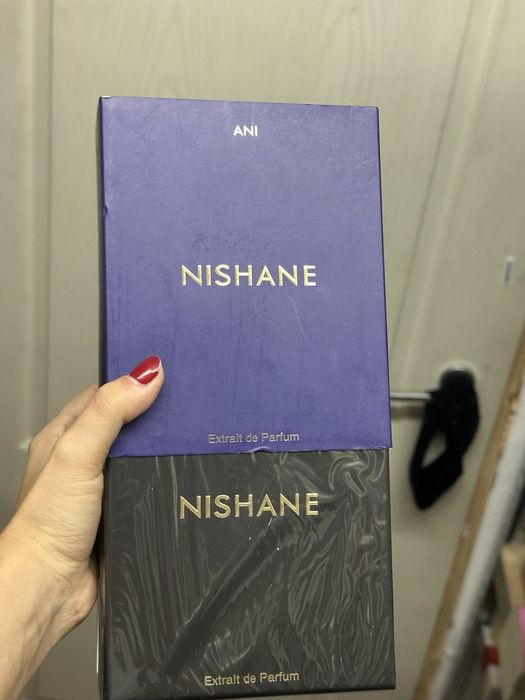 ANI
NISHANE
Extrait de Parfum
NISHANE
Extrait de Parfum